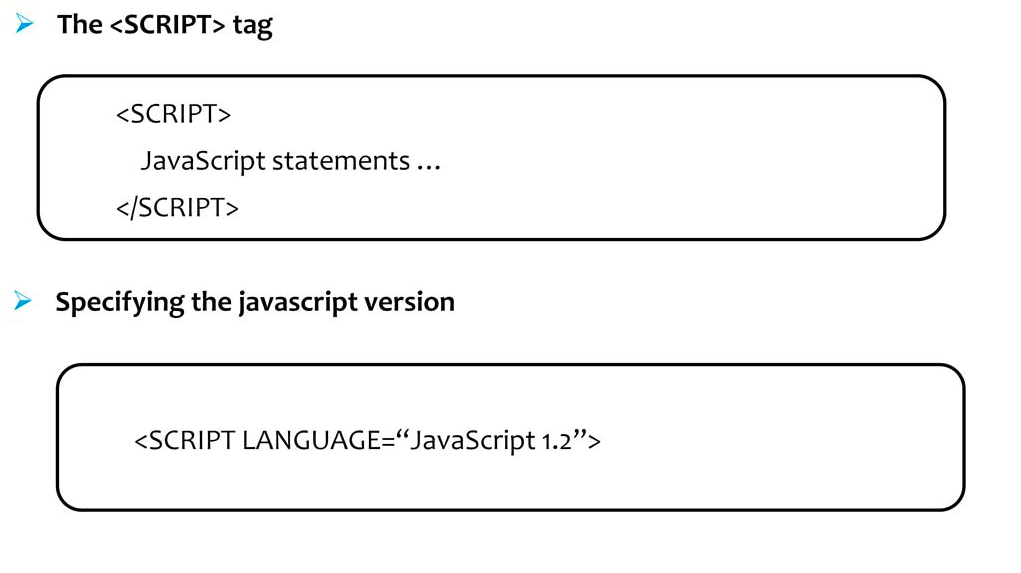 The <SCRIPT> tag
<SCRIPT>
JavaScript statements …
</SCRIPT>
Specifying the javascript version
<SCRIPT LANGUAGE=“JavaScript 1.2”>